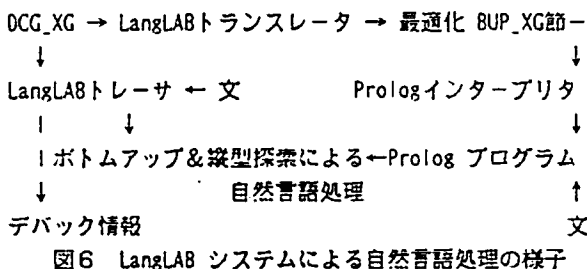 DCG_XG → LangLABトランスレータ → 最適化 BUP_XG節─
↓ ↓
LangLABトレーサ ← 文 Prologインタープリタ
| ↓ ↓
|ボトムアップ&縦型探索による←Prolog プログラム
↓ 自然言語処理 ↑
デバック情報 文
図6 LangLAB システムによる自然言語処理の様子